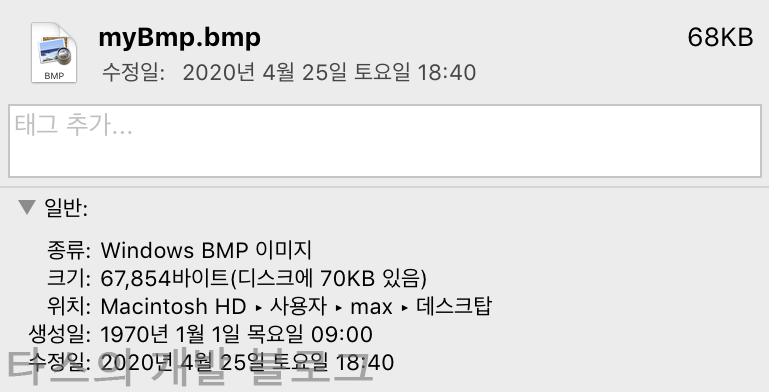 myBmp.bmp 68KB
BMP
수정일: 2020년 4월 25일 토요일 18:40
태그 추가...
▼ 일반:
종류: Windows BMP 이미지
크기: 67,854바이트(디스크에 70KB 있음)
위치: Macintosh HD ▸ 사용자 ▸ max ▸ 데스크탑
생성일: 1970년 1월 1일 목요일 09:00
수정일: 2020년 4월 25일 토요일 18:40
타스의 개발 블로그